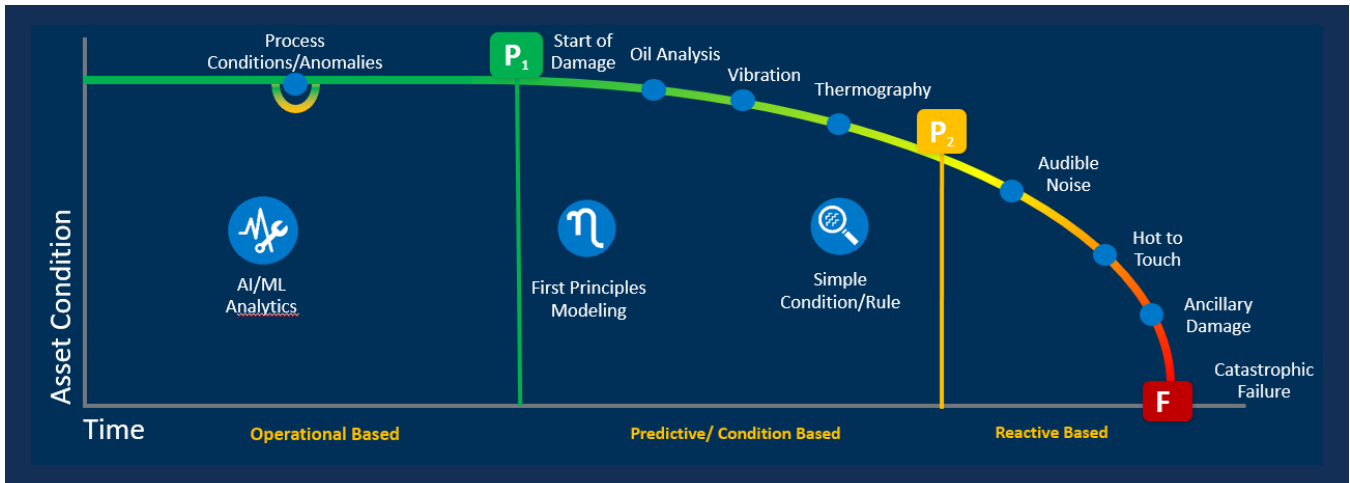 Process
Conditions/Anomalies
P1
Start of
Damage
Oil Analysis
Vibration
Thermography
P2
Audible
Noise
Hot to
Touch
Ancillary
Damage
Catastrophic
Failure
F
AI/ML
Analytics
η
First Principles
Modeling
Simple
Condition/Rule
Asset Condition
Time
Operational Based
Predictive/ Condition Based
Reactive Based